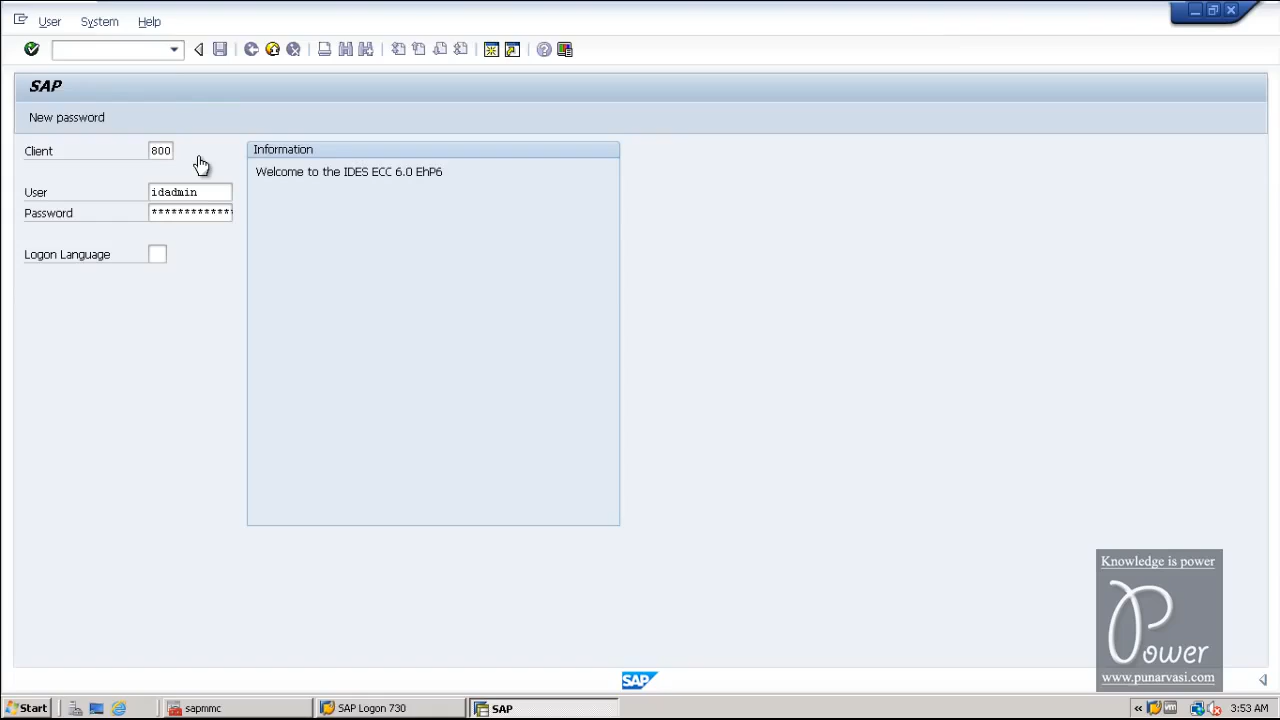 User System Help
SAP
New password
Client 800
Information
Welcome to the IDES ECC 6.0 EhP6
User idadmin
Password *************
Logon Language
Knowledge is power
Power
www.punarvasi.com
SAP
Start sapmmc SAP Logon 730 SAP « 3:53 AM